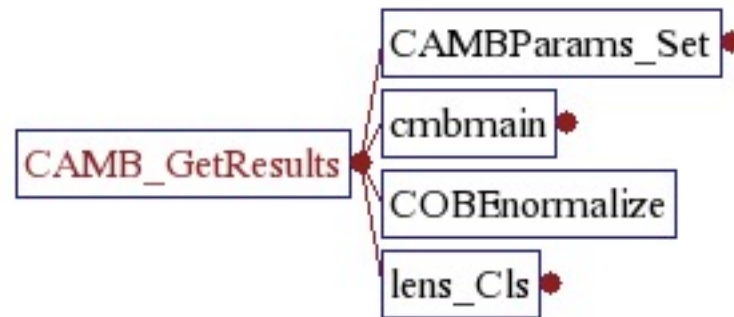 CAMBParams_Set
cmbmain
CAMB_GetResults
COBEnormalize
lens_Cls